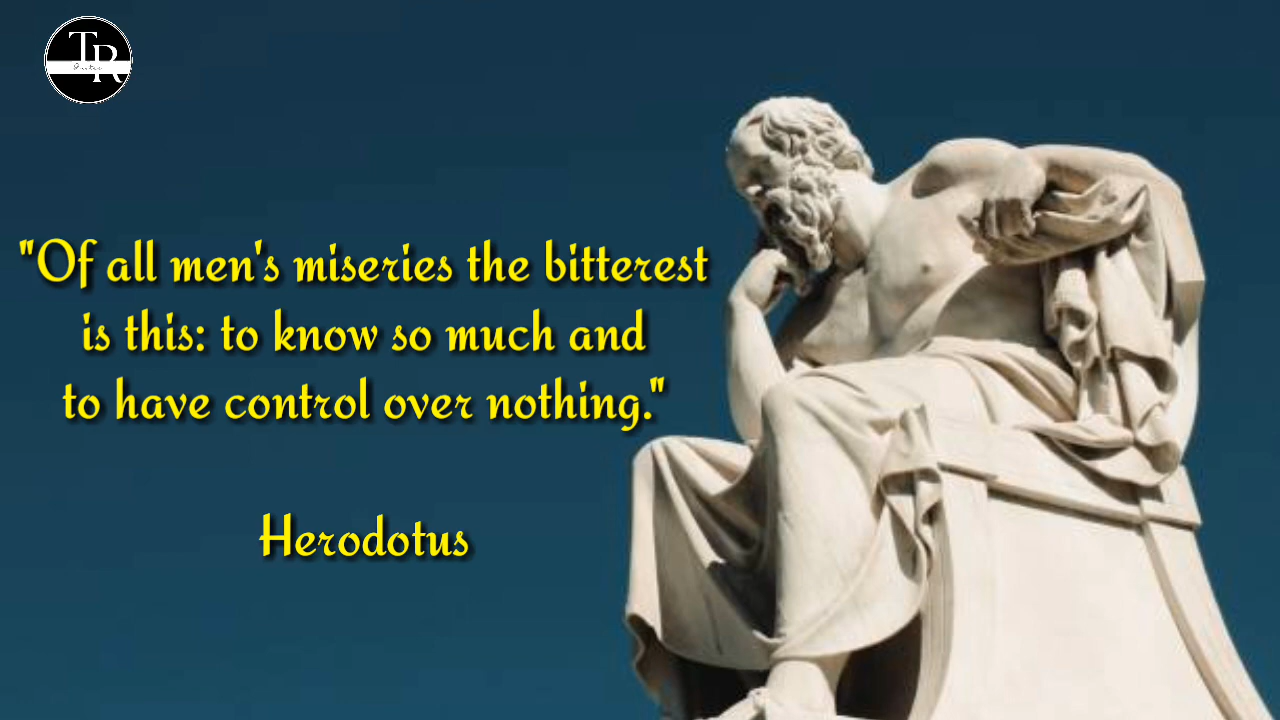 TR
"Of all men's miseries the bitterest
is this: to know so much and
to have control over nothing."
Herodotus